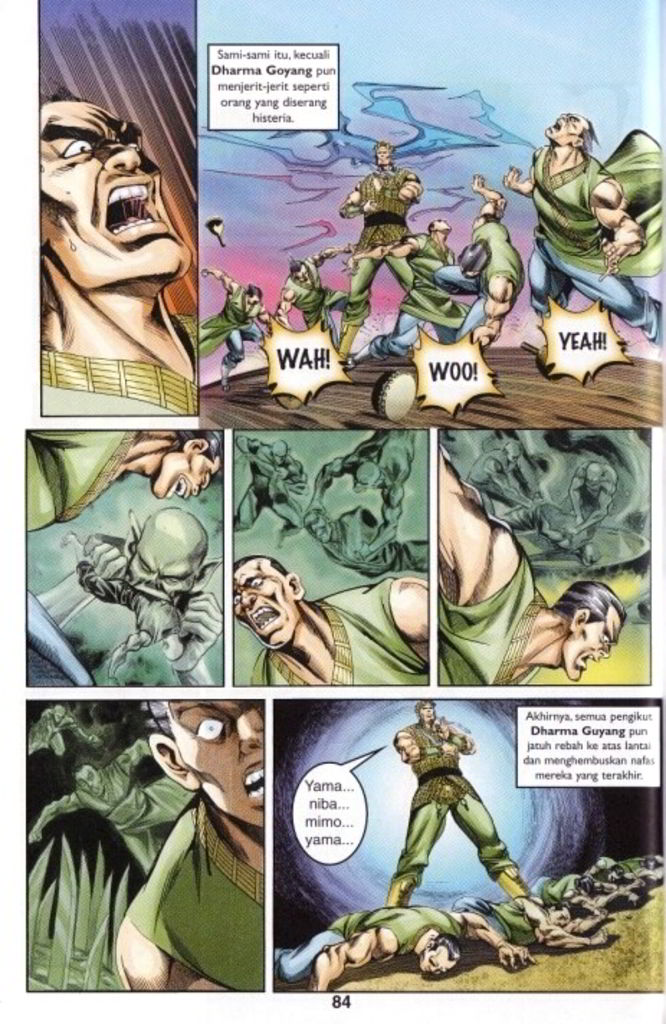 Sami-sami itu, kecuali
Dharma Goyang pun
menjerit-jerit seperti
orang yang diserang
histeria.
WAH!
WOO!
YEAH!
Akhirnya, semua pengikut
Dharma Guyang pun
jatuh rebah ke atas lantai
dan menghembuskan nafas
mereka yang terakhir.
Yama...
niba...
mimo...
yama...
84